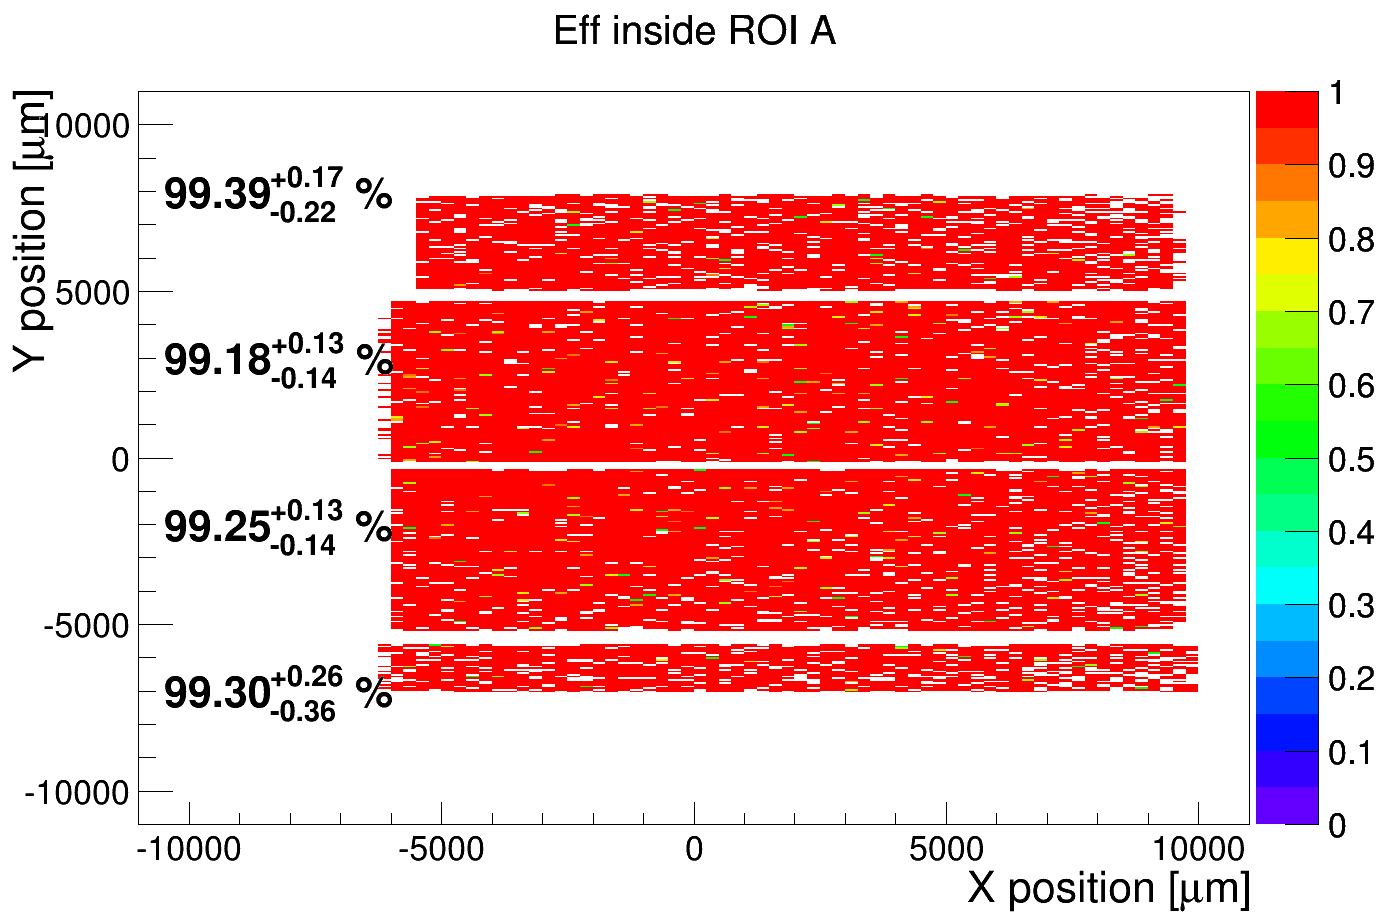 Eff inside ROI A
Y position [μm]
10000
5000
0
-5000
-10000
99.39 +0.17 -0.22 %
99.18 +0.13 -0.14 %
99.25 +0.13 -0.14 %
99.30 +0.26 -0.36 %
-10000 -5000 0 5000 10000
X position [μm]
1
0.9
0.8
0.7
0.6
0.5
0.4
0.3
0.2
0.1
0